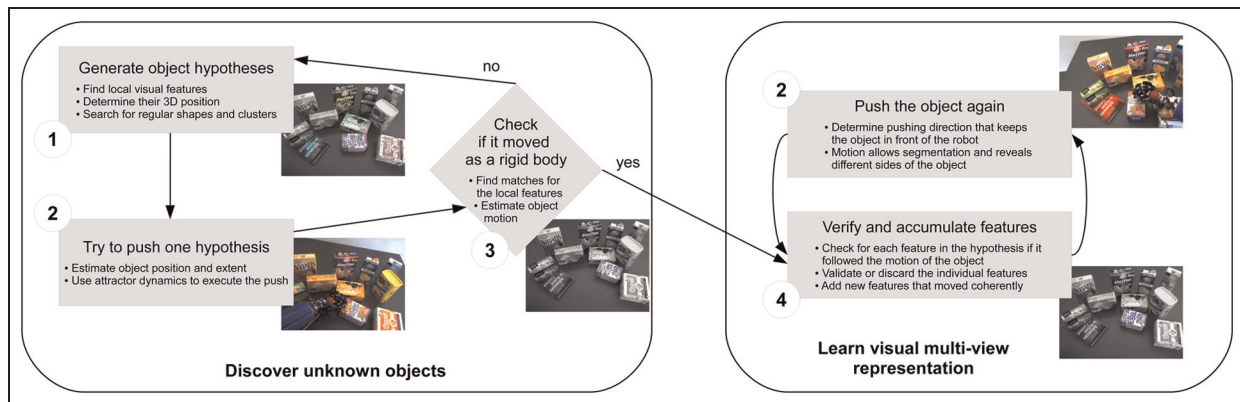 Generate object hypotheses
• Find local visual features
• Determine their 3D position
• Search for regular shapes and clusters
1
2
Try to push one hypothesis
• Estimate object position and extent
• Use attractor dynamics to execute the push
no
Check
if it moved
as a rigid body
• Find matches for
the local features
• Estimate object
motion
3
yes
Discover unknown objects
2
Push the object again
• Determine pushing direction that keeps
the object in front of the robot
• Motion allows segmentation and reveals
different sides of the object
Verify and accumulate features
• Check for each feature in the hypothesis if it
followed the motion of the object
• Validate or discard the individual features
• Add new features that moved coherently
4
Learn visual multi-view
representation